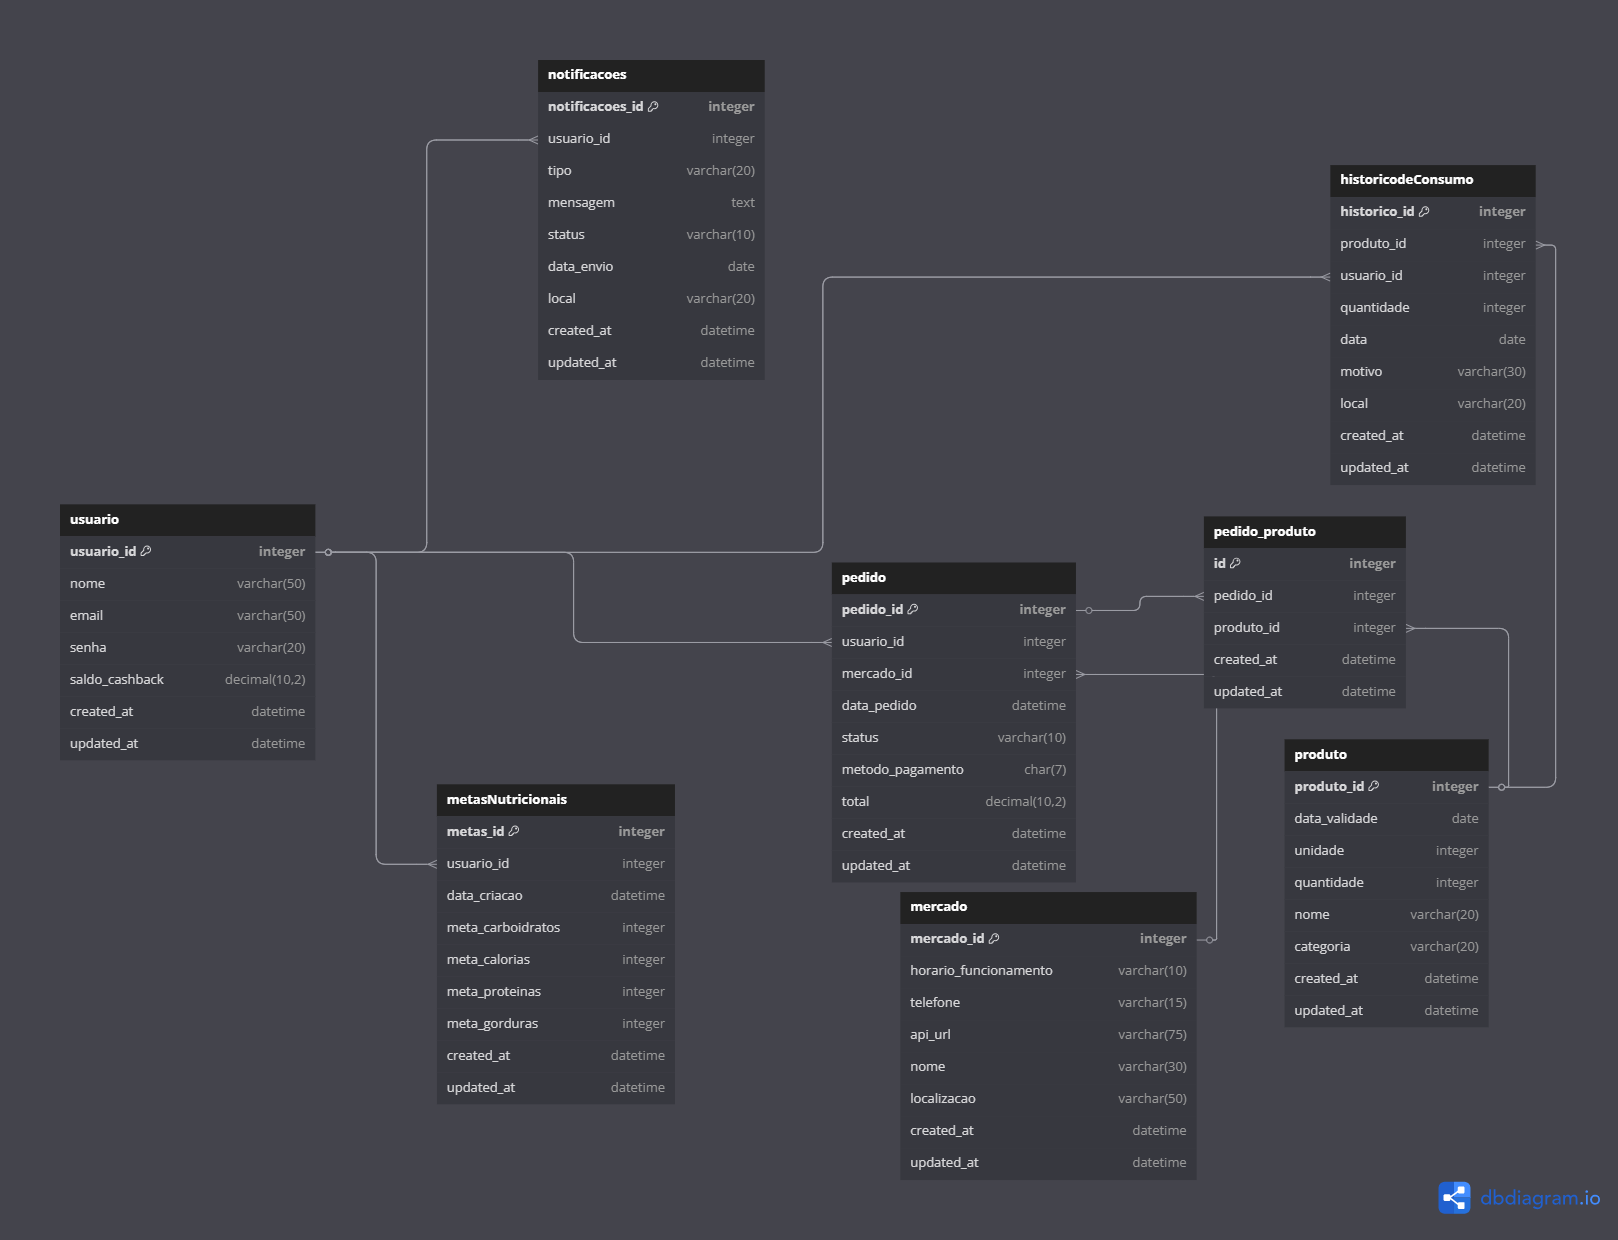 notificacoes
notificacoes_id integer
usuario_id integer
tipo varchar(20)
mensagem text
status varchar(10)
data_envio date
local varchar(20)
created_at datetime
updated_at datetime
historicodeConsumo
historico_id integer
produto_id integer
usuario_id integer
quantidade integer
data date
motivo varchar(30)
local varchar(20)
created_at datetime
updated_at datetime
usuario
usuario_id integer
nome varchar(50)
email varchar(50)
senha varchar(20)
saldo_cashback decimal(10,2)
created_at datetime
updated_at datetime
pedido_produto
id integer
pedido_id integer
produto_id integer
created_at datetime
updated_at datetime
pedido
pedido_id integer
usuario_id integer
mercado_id integer
data_pedido datetime
status varchar(10)
metodo_pagamento char(7)
total decimal(10,2)
created_at datetime
updated_at datetime
produto
produto_id integer
data_validade date
unidade integer
quantidade integer
nome varchar(20)
categoria varchar(20)
created_at datetime
updated_at datetime
metasNutricionais
metas_id integer
usuario_id integer
data_criacao datetime
meta_carboidratos integer
meta_calorias integer
meta_proteinas integer
meta_gorduras integer
created_at datetime
updated_at datetime
mercado
mercado_id integer
horario_funcionamento varchar(10)
telefone varchar(15)
api_url varchar(75)
nome varchar(30)
localizacao varchar(50)
created_at datetime
updated_at datetime
dbdiagram.io